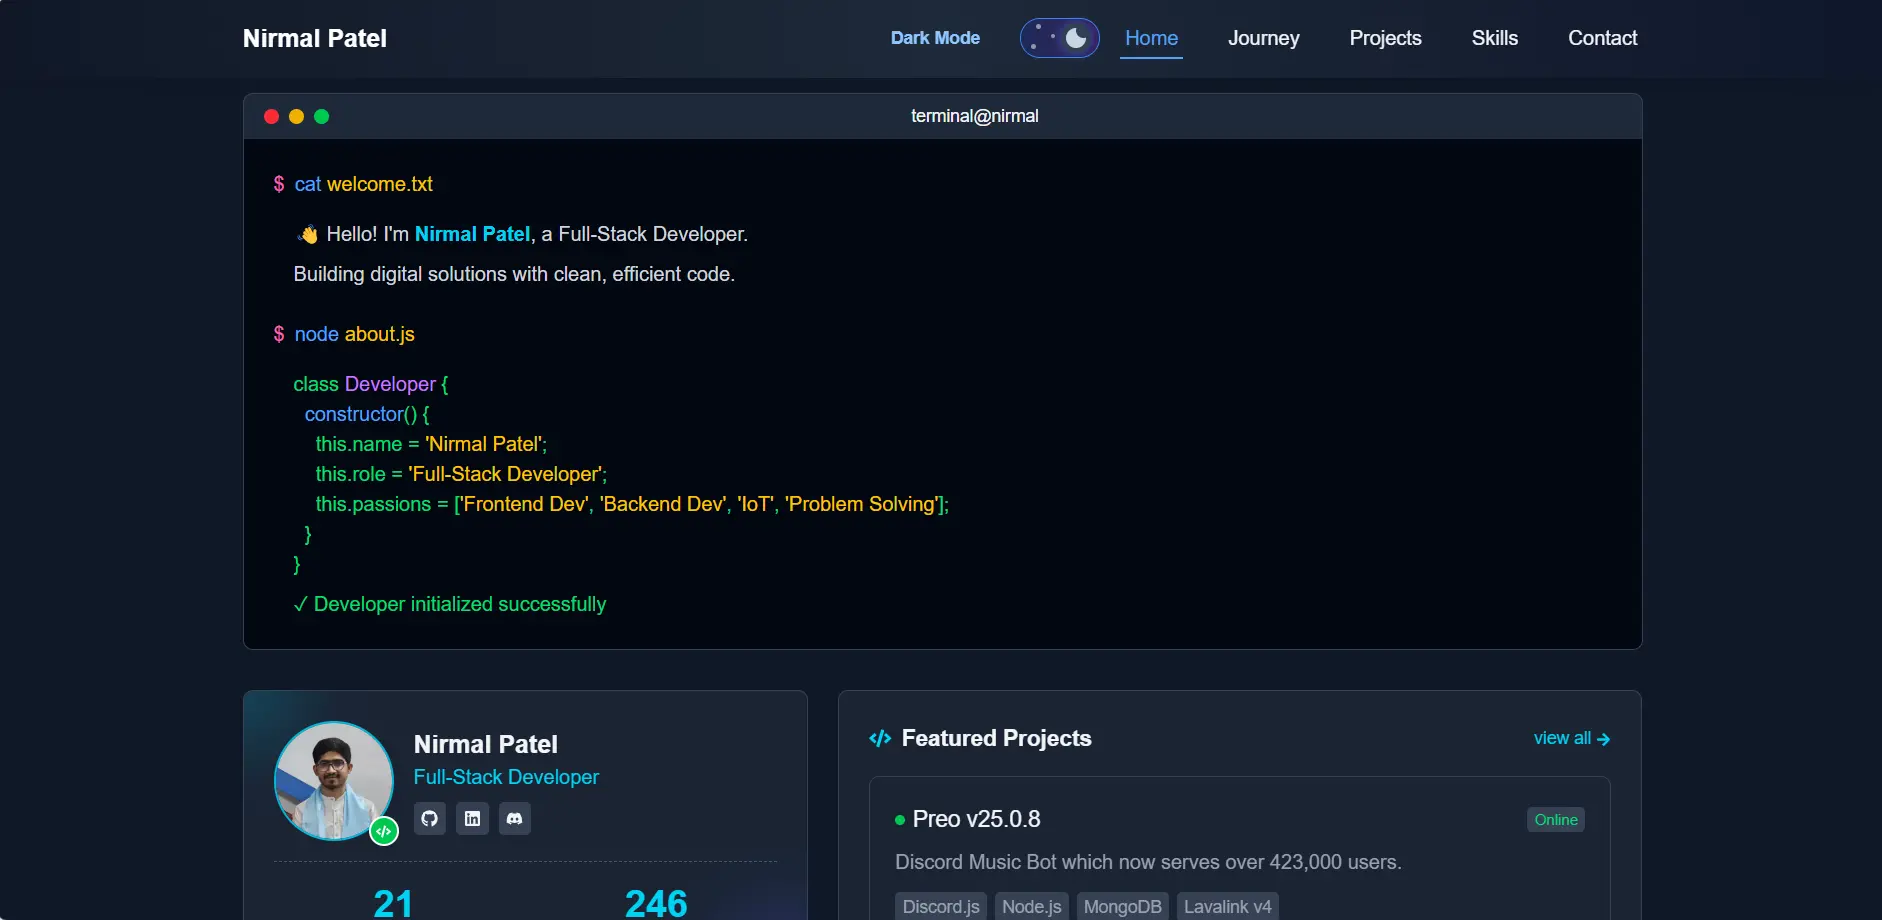 Nirmal Patel
Dark Mode
Home
Journey
Projects
Skills
Contact
terminal@nirmal
$ cat welcome.txt
👋 Hello! I'm Nirmal Patel, a Full-Stack Developer.
Building digital solutions with clean, efficient code.
$ node about.js
class Developer {
constructor() {
this.name = 'Nirmal Patel';
this.role = 'Full-Stack Developer';
this.passions = ['Frontend Dev', 'Backend Dev', 'IoT', 'Problem Solving'];
}
}
✓ Developer initialized successfully
Nirmal Patel
Full-Stack Developer
21
246
Featured Projects
view all →
Preo v25.0.8
Online
Discord Music Bot which now serves over 423,000 users.
Discord.js
Node.js
MongoDB
Lavalink v4